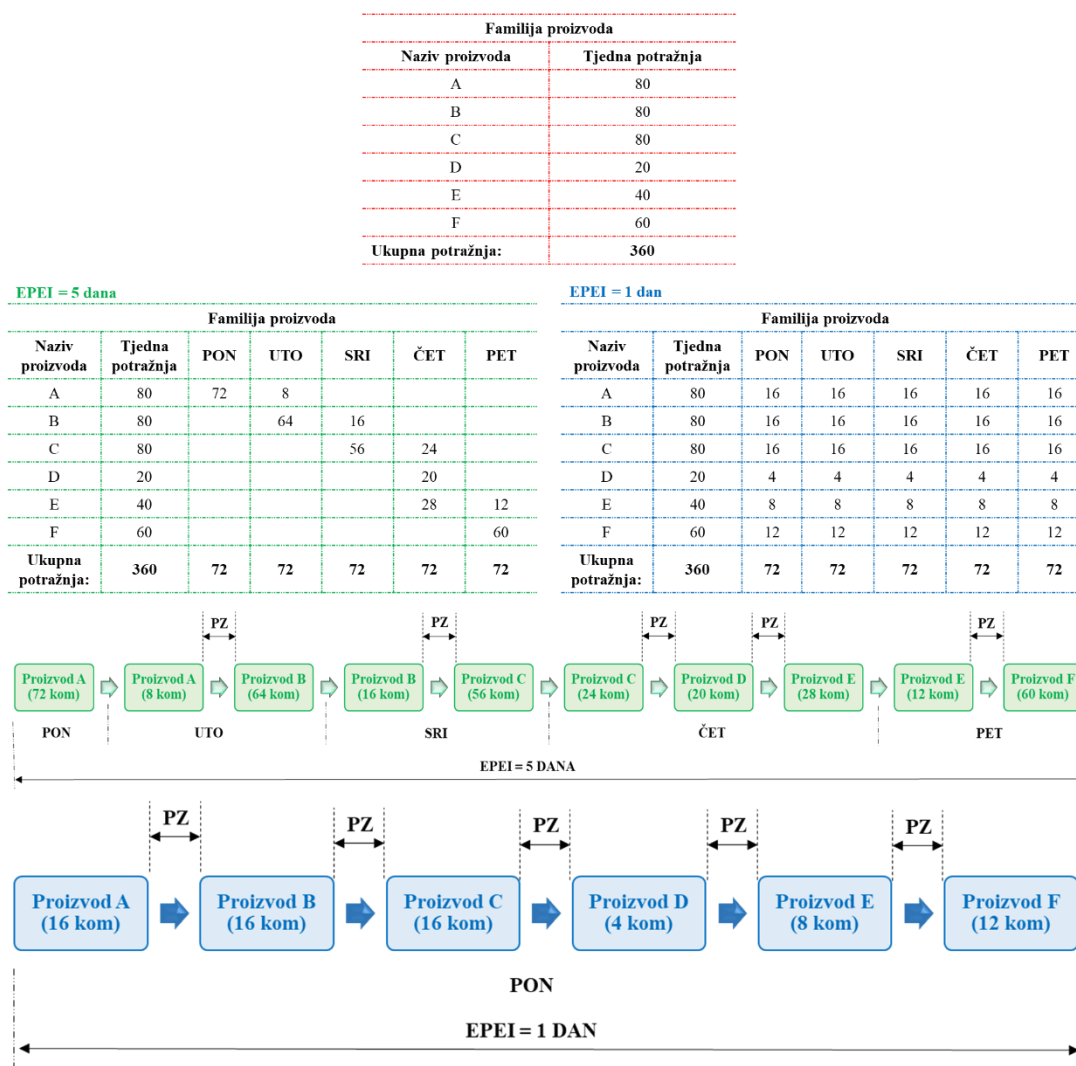 Familija proizvoda
Naziv proizvoda Tjedna potražnja
A 80
B 80
C 80
D 20
E 40
F 60
Ukupna potražnja: 360
EPEI = 5 dana
Familija proizvoda
Naziv proizvoda Tjedna potražnja PON UTO SRI ČET PET
A 80 72 8
B 80 64 16
C 80 56 24
D 20 20
E 40 28 12
F 60 60
Ukupna potražnja: 360 72 72 72 72 72
EPEI = 1 dan
Familija proizvoda
Naziv proizvoda Tjedna potražnja PON UTO SRI ČET PET
A 80 16 16 16 16 16
B 80 16 16 16 16 16
C 80 16 16 16 16 16
D 20 4 4 4 4 4
E 40 8 8 8 8 8
F 60 12 12 12 12 12
Ukupna potražnja: 360 72 72 72 72 72
PZ PZ PZ PZ PZ
Proizvod A Proizvod A Proizvod B Proizvod B Proizvod C Proizvod C Proizvod D Proizvod E Proizvod E Proizvod F
(72 kom) (8 kom) (64 kom) (16 kom) (56 kom) (24 kom) (20 kom) (28 kom) (12 kom) (60 kom)
PON UTO SRI ČET PET
EPEI = 5 DANA
PZ PZ PZ PZ PZ
Proizvod A Proizvod B Proizvod C Proizvod D Proizvod E Proizvod F
(16 kom) (16 kom) (16 kom) (4 kom) (8 kom) (12 kom)
PON
EPEI = 1 DAN